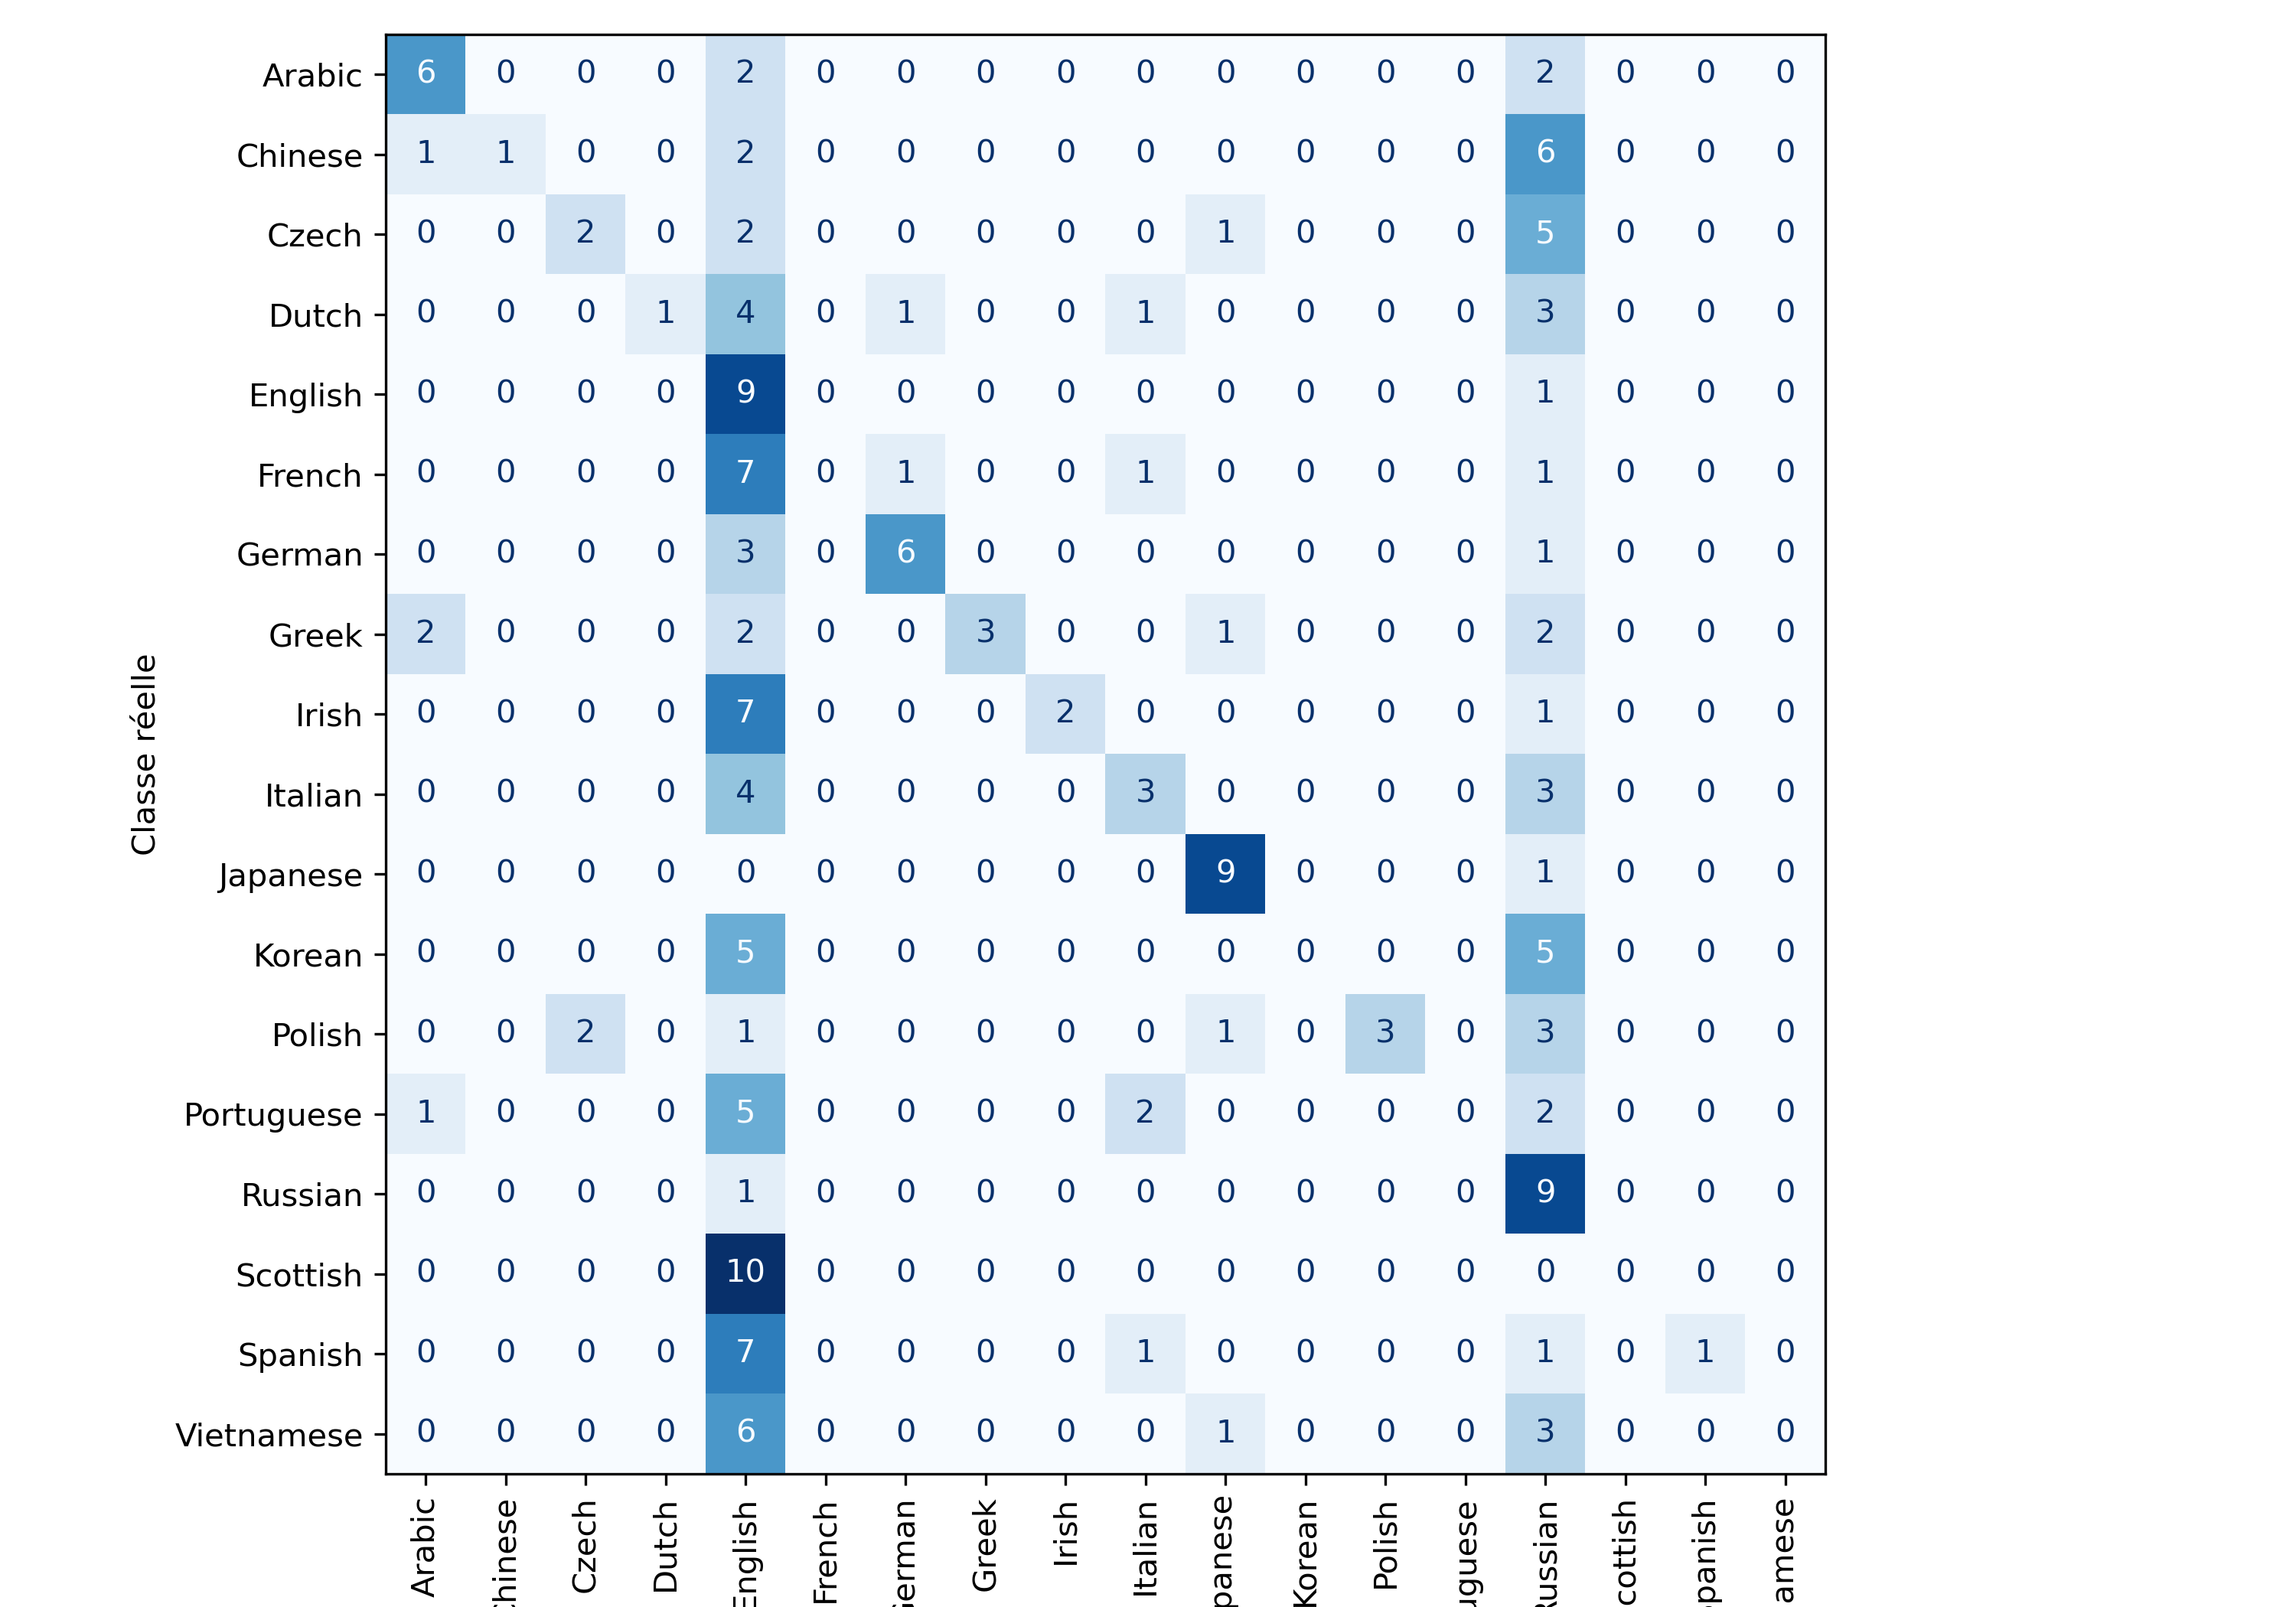 Arabic 6 0 0 0 2 0 0 0 0 0 0 0 0 0 2 0 0 0
Chinese 1 1 0 0 2 0 0 0 0 0 0 0 0 0 6 0 0 0
Czech 0 0 2 0 2 0 0 0 0 0 1 0 0 0 5 0 0 0
Dutch 0 0 0 1 4 0 1 0 0 1 0 0 0 0 3 0 0 0
English 0 0 0 0 9 0 0 0 0 0 0 0 0 0 1 0 0 0
French 0 0 0 0 7 0 1 0 0 1 0 0 0 0 1 0 0 0
German 0 0 0 0 3 0 6 0 0 0 0 0 0 0 1 0 0 0
Greek 2 0 0 0 2 0 0 3 0 0 1 0 0 0 2 0 0 0
Irish 0 0 0 0 7 0 0 0 2 0 0 0 0 0 1 0 0 0
Italian 0 0 0 0 4 0 0 0 0 3 0 0 0 0 3 0 0 0
Japanese 0 0 0 0 0 0 0 0 0 0 9 0 0 0 1 0 0 0
Korean 0 0 0 0 5 0 0 0 0 0 0 0 0 0 5 0 0 0
Polish 0 0 2 0 1 0 0 0 0 0 1 0 3 0 3 0 0 0
Portuguese 1 0 0 0 5 0 0 0 0 2 0 0 0 0 2 0 0 0
Russian 0 0 0 0 1 0 0 0 0 0 0 0 0 0 9 0 0 0
Scottish 0 0 0 0 10 0 0 0 0 0 0 0 0 0 0 0 0 0
Spanish 0 0 0 0 7 0 0 0 0 1 0 0 0 0 1 0 1 0
Vietnamese 0 0 0 0 6 0 0 0 0 0 1 0 0 0 3 0 0 0
Classe réelle
Arabic
hinese
Czech
Dutch
English
French
erman
Greek
Irish
Italian
panese
Korean
Polish
uguese
ussian
cottish
panish
amese